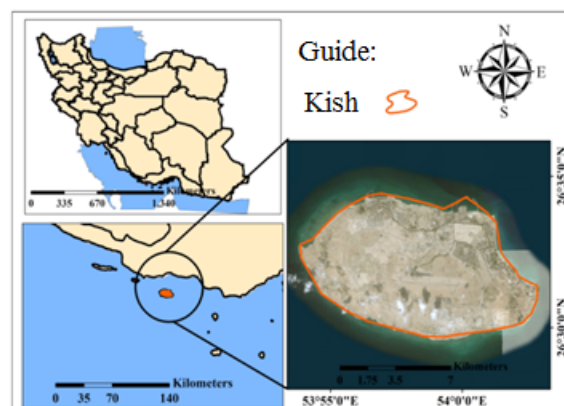 Guide:
Kish
N
W E
S
Kilometers
0 335 670 1,340
Kilometers
0 35 70 140
0 1.75 3.5 7
26°35'0"N
26°30'0"N
53°55'0"E 54°0'0"E